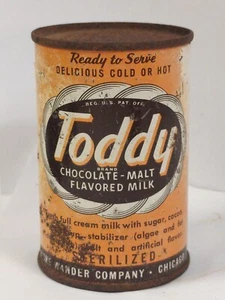 Ready to Serve
DELICIOUS COLD OR HOT
REG. U.S. PAT. OFF.
Toddy
BRAND
CHOCOLATE-MALT
FLAVORED MILK
full cream milk with sugar, cocoa
stabilizer (algae and
and artificial
STERILIZED
WANDER COMPANY • CHICAGO